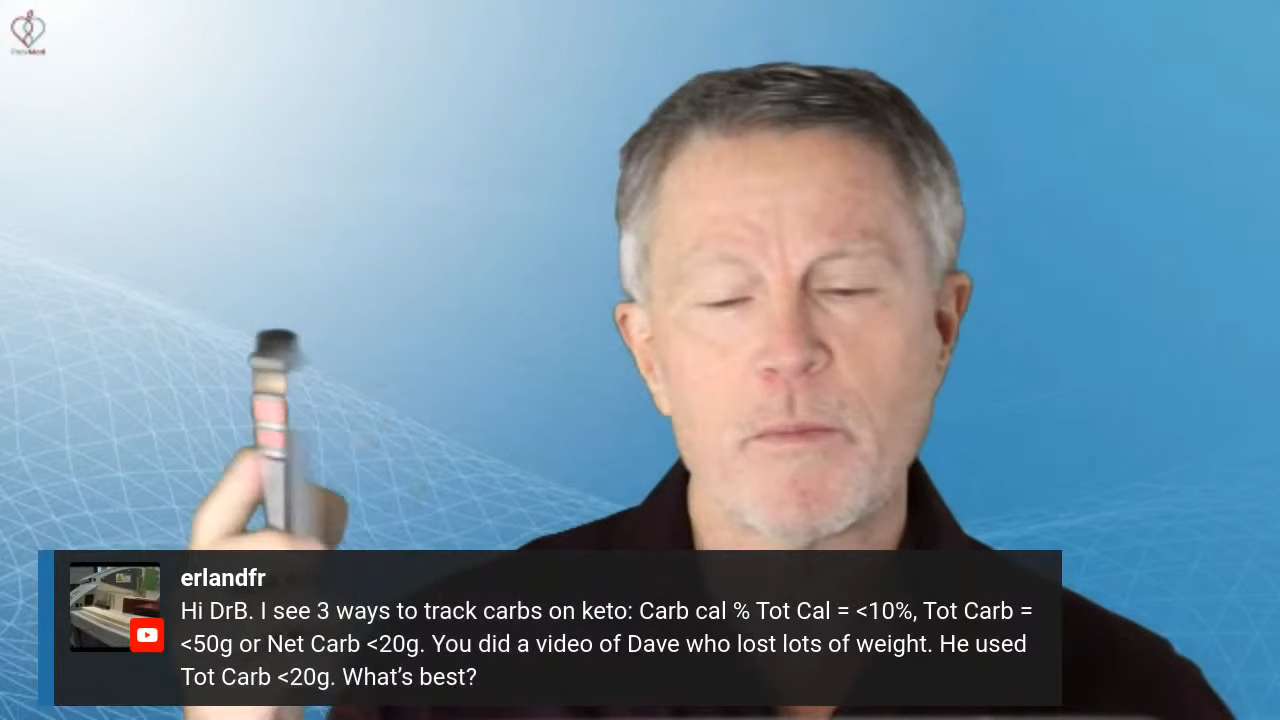 erlandfr
Hi DrB. I see 3 ways to track carbs on keto: Carb cal % Tot Cal = <10%, Tot Carb =
<50g or Net Carb <20g. You did a video of Dave who lost lots of weight. He used
Tot Carb <20g. What’s best?